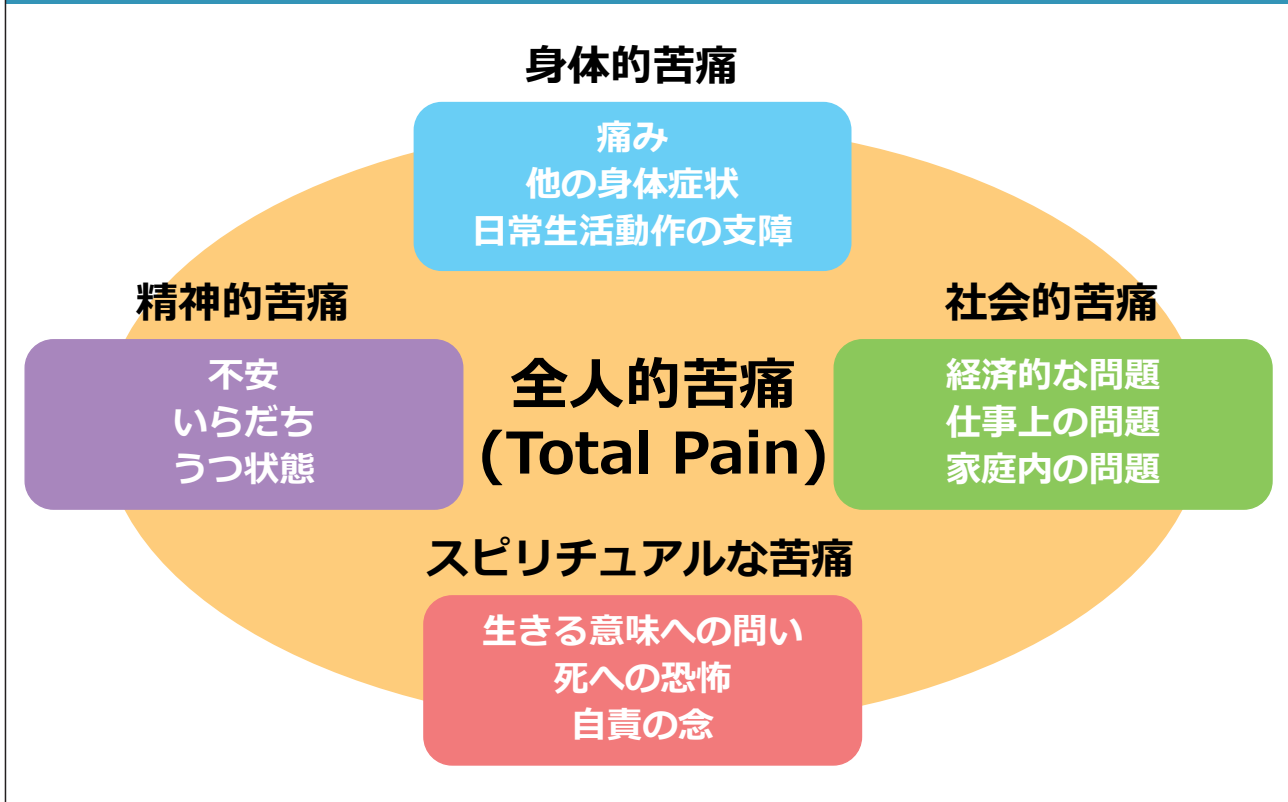 身体的苦痛
痛み
他の身体症状
日常生活動作の支障
精神的苦痛
不安
いらだち
うつ状態
全人的苦痛
(Total Pain)
社会的苦痛
経済的な問題
仕事上の問題
家庭内の問題
スピリチュアルな苦痛
生きる意味への問い
死への恐怖
自責の念